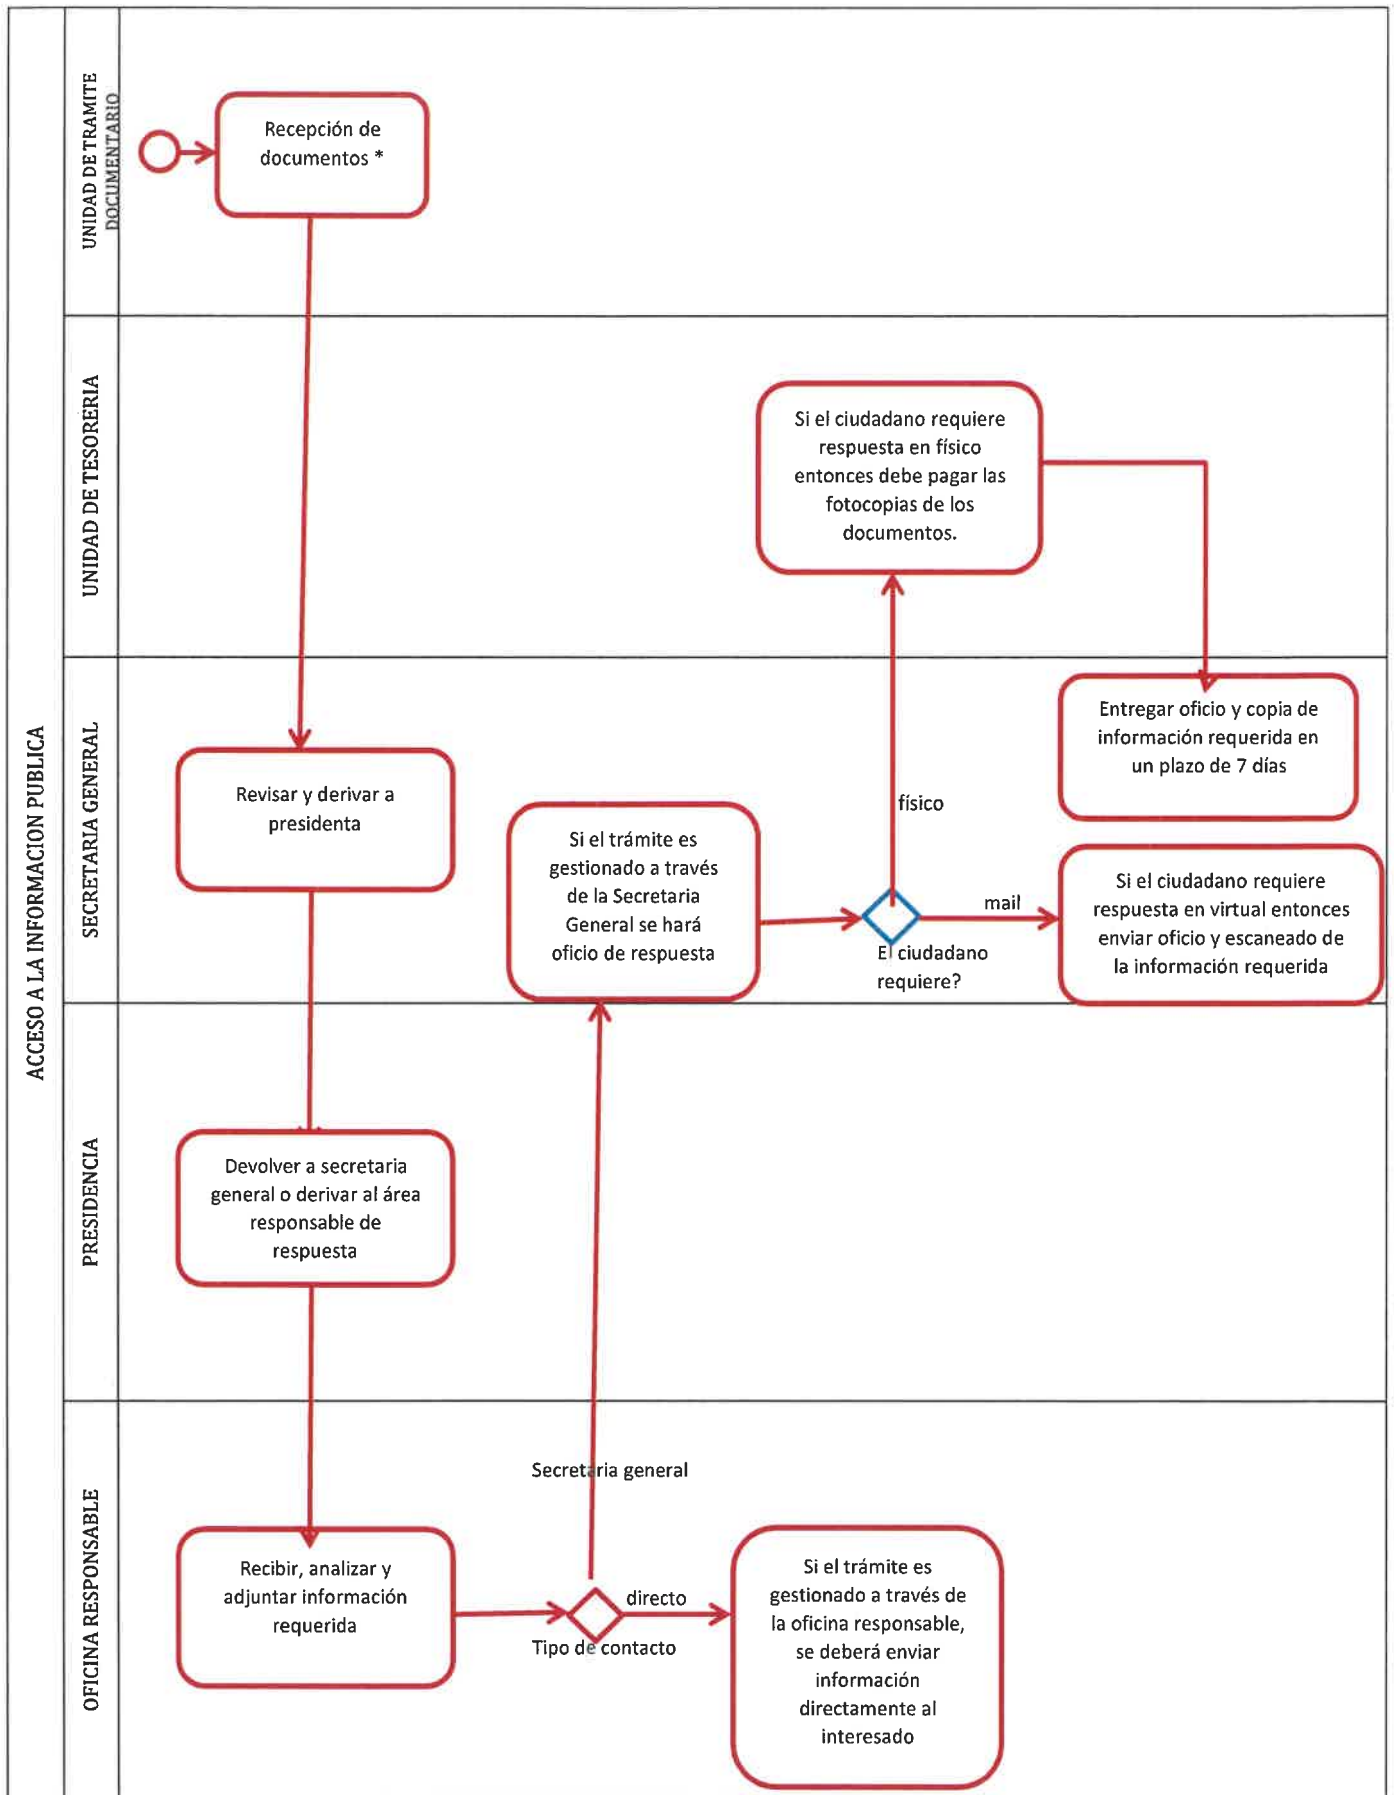 ACCESO A LA INFORMACION PUBLICA
UNIDAD DE TRAMITE
DOCUMENTARIO
Recepción de
documentos *
UNIDAD DE TESORERIA
Si el ciudadano requiere
respuesta en físico
entonces debe pagar las
fotocopias de los
documentos.
SECRETARIA GENERAL
Revisar y derivar a
presidenta
Si el trámite es
gestionado a través
de la Secretaria
General se hará
oficio de respuesta
físico
El ciudadano
requiere?
mail
Entregar oficio y copia de
información requerida en
un plazo de 7 días
Si el ciudadano requiere
respuesta en virtual entonces
enviar oficio y escaneado de
la información requerida
PRESIDENCIA
Devolver a secretaria
general o derivar al área
responsable de
respuesta
OFICINA RESPONSABLE
Recibir, analizar y
adjuntar información
requerida
Secretaria general
directo
Tipo de contacto
Si el trámite es
gestionado a través de
la oficina responsable,
se deberá enviar
información
directamente al
interesado